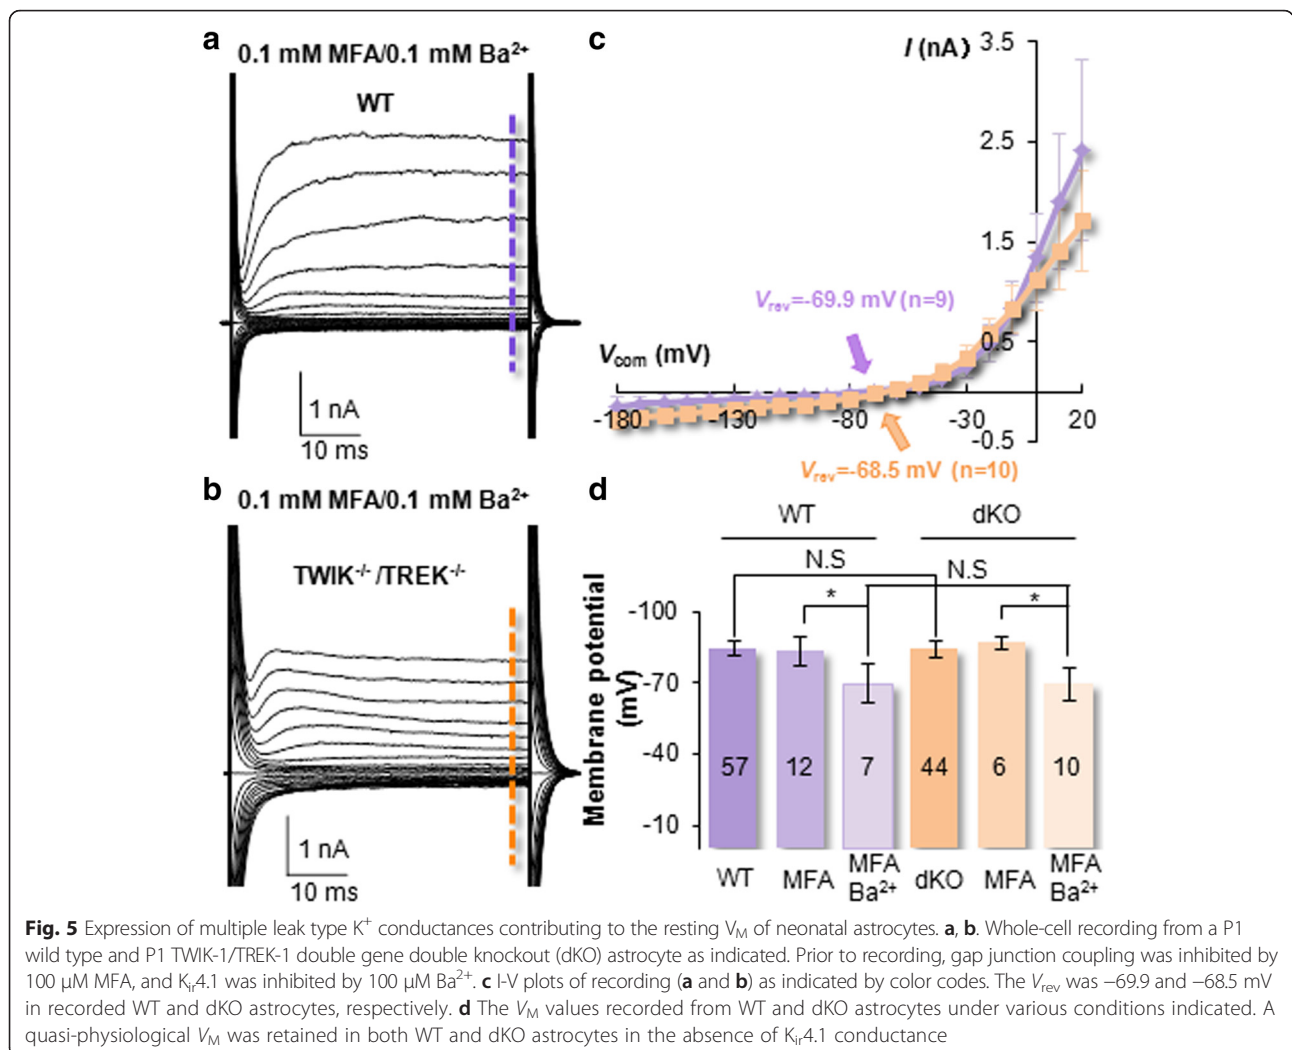 a
0.1 mM MFA/0.1 mM Ba²⁺
WT
1 nA
10 ms
b
0.1 mM MFA/0.1 mM Ba²⁺
TWIK⁻/⁻/TREK⁻/⁻
1 nA
10 ms
c
I (nA)
3.5
2.5
1.5
0.5
-0.5
Vrev=-69.9 mV (n=9)
Vcom (mV)
-180
-130
-80
-30
20
Vrev=-68.5 mV (n=10)
d
WT
dKO
N.S
N.S
*
*
Membrane potential
(mV)
-100
-70
-40
-10
57
12
7
44
6
10
WT
MFA
MFA
Ba²⁺
dKO
MFA
MFA
Ba²⁺
Fig. 5 Expression of multiple leak type K⁺ conductances contributing to the resting VM of neonatal astrocytes. a, b. Whole-cell recording from a P1
wild type and P1 TWIK-1/TREK-1 double gene double knockout (dKO) astrocyte as indicated. Prior to recording, gap junction coupling was inhibited by
100 μM MFA, and Kir4.1 was inhibited by 100 μM Ba²⁺. c I-V plots of recording (a and b) as indicated by color codes. The Vrev was −69.9 and −68.5 mV
in recorded WT and dKO astrocytes, respectively. d The VM values recorded from WT and dKO astrocytes under various conditions indicated. A
quasi-physiological VM was retained in both WT and dKO astrocytes in the absence of Kir4.1 conductance